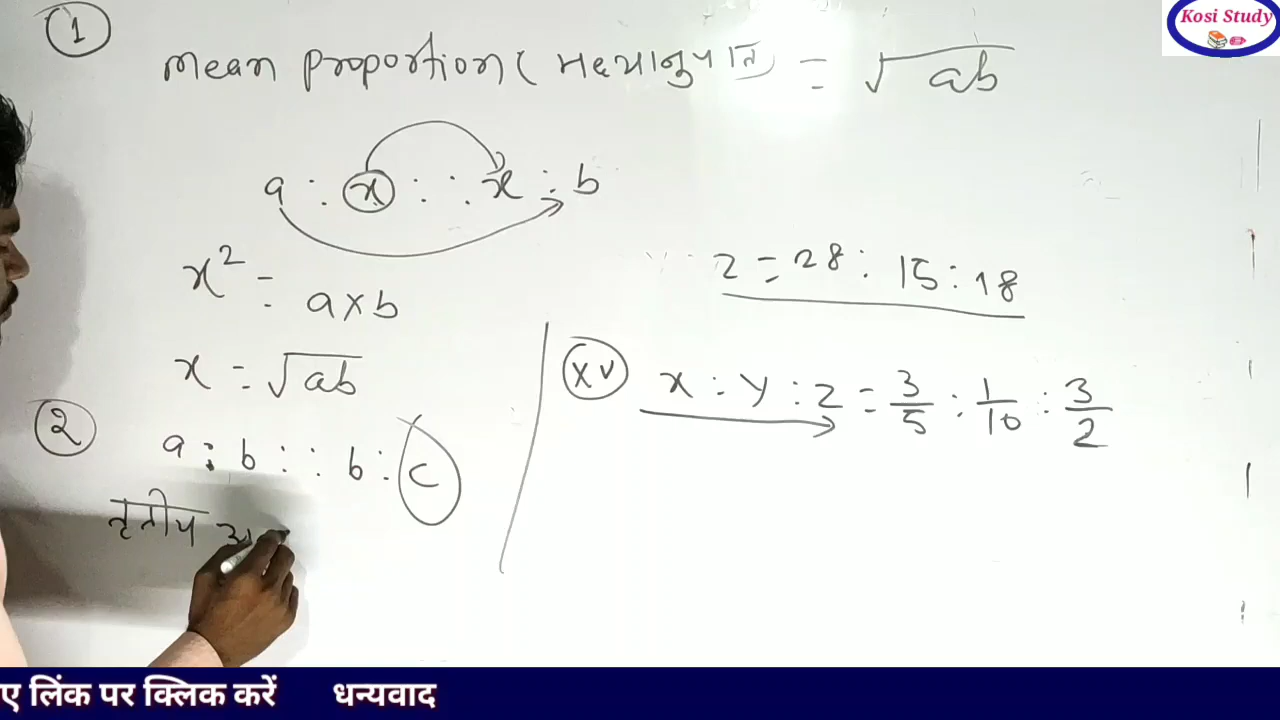 Kosi Study
① mean proportion ( मध्यानुपाति ) = √ab
a : x : : x : b
x² = a×b
x = √ab
② a : b : : b : c
तृतीय
z = 28 : 15 : 18
xv x : y : z = 3/5 : 1/10 : 3/2
ए लिंक पर क्लिक करें धन्यवाद